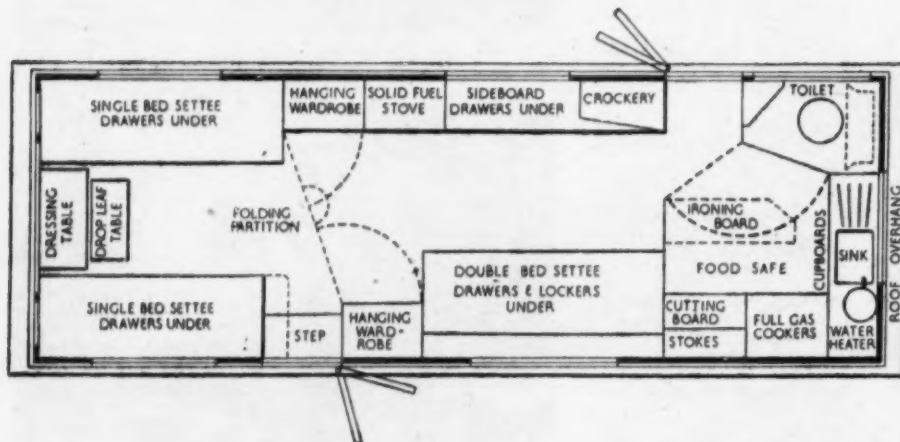 SINGLE BED SETTEE
DRAWERS UNDER
HANGING
WARDROBE
SOLID FUEL
STOVE
SIDEBOARD
DRAWERS UNDER
CROCKERY
TOILET
DRESSING
TABLE
DROP LEAF
TABLE
FOLDING
PARTITION
IRONING
BOARD
CUPBOARDS
SINK
ROOF OVERHANG
FOOD SAFE
DOUBLE BED SETTEE
DRAWERS & LOCKERS
UNDER
SINGLE BED SETTEE
DRAWERS UNDER
STEP
HANGING
WARD-
ROBE
CUTTING
BOARD
STOKES
FULL GAS
COOKERS
WATER
HEATER